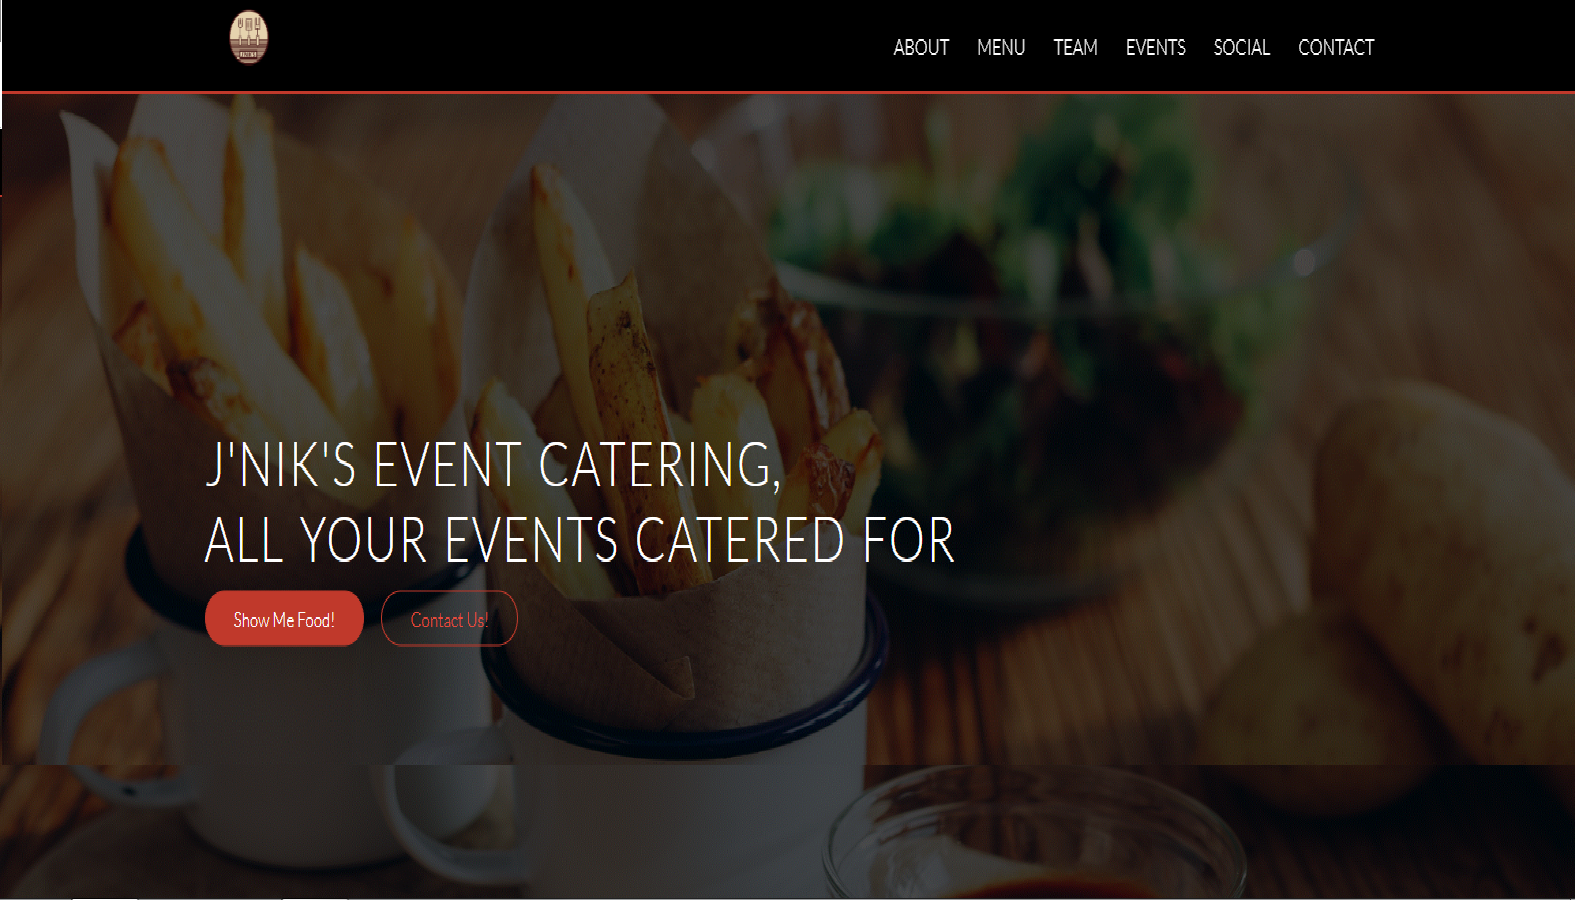 ABOUT MENU TEAM EVENTS SOCIAL CONTACT
J'NIK'S EVENT CATERING,
ALL YOUR EVENTS CATERED FOR
Show Me Food! Contact Us!